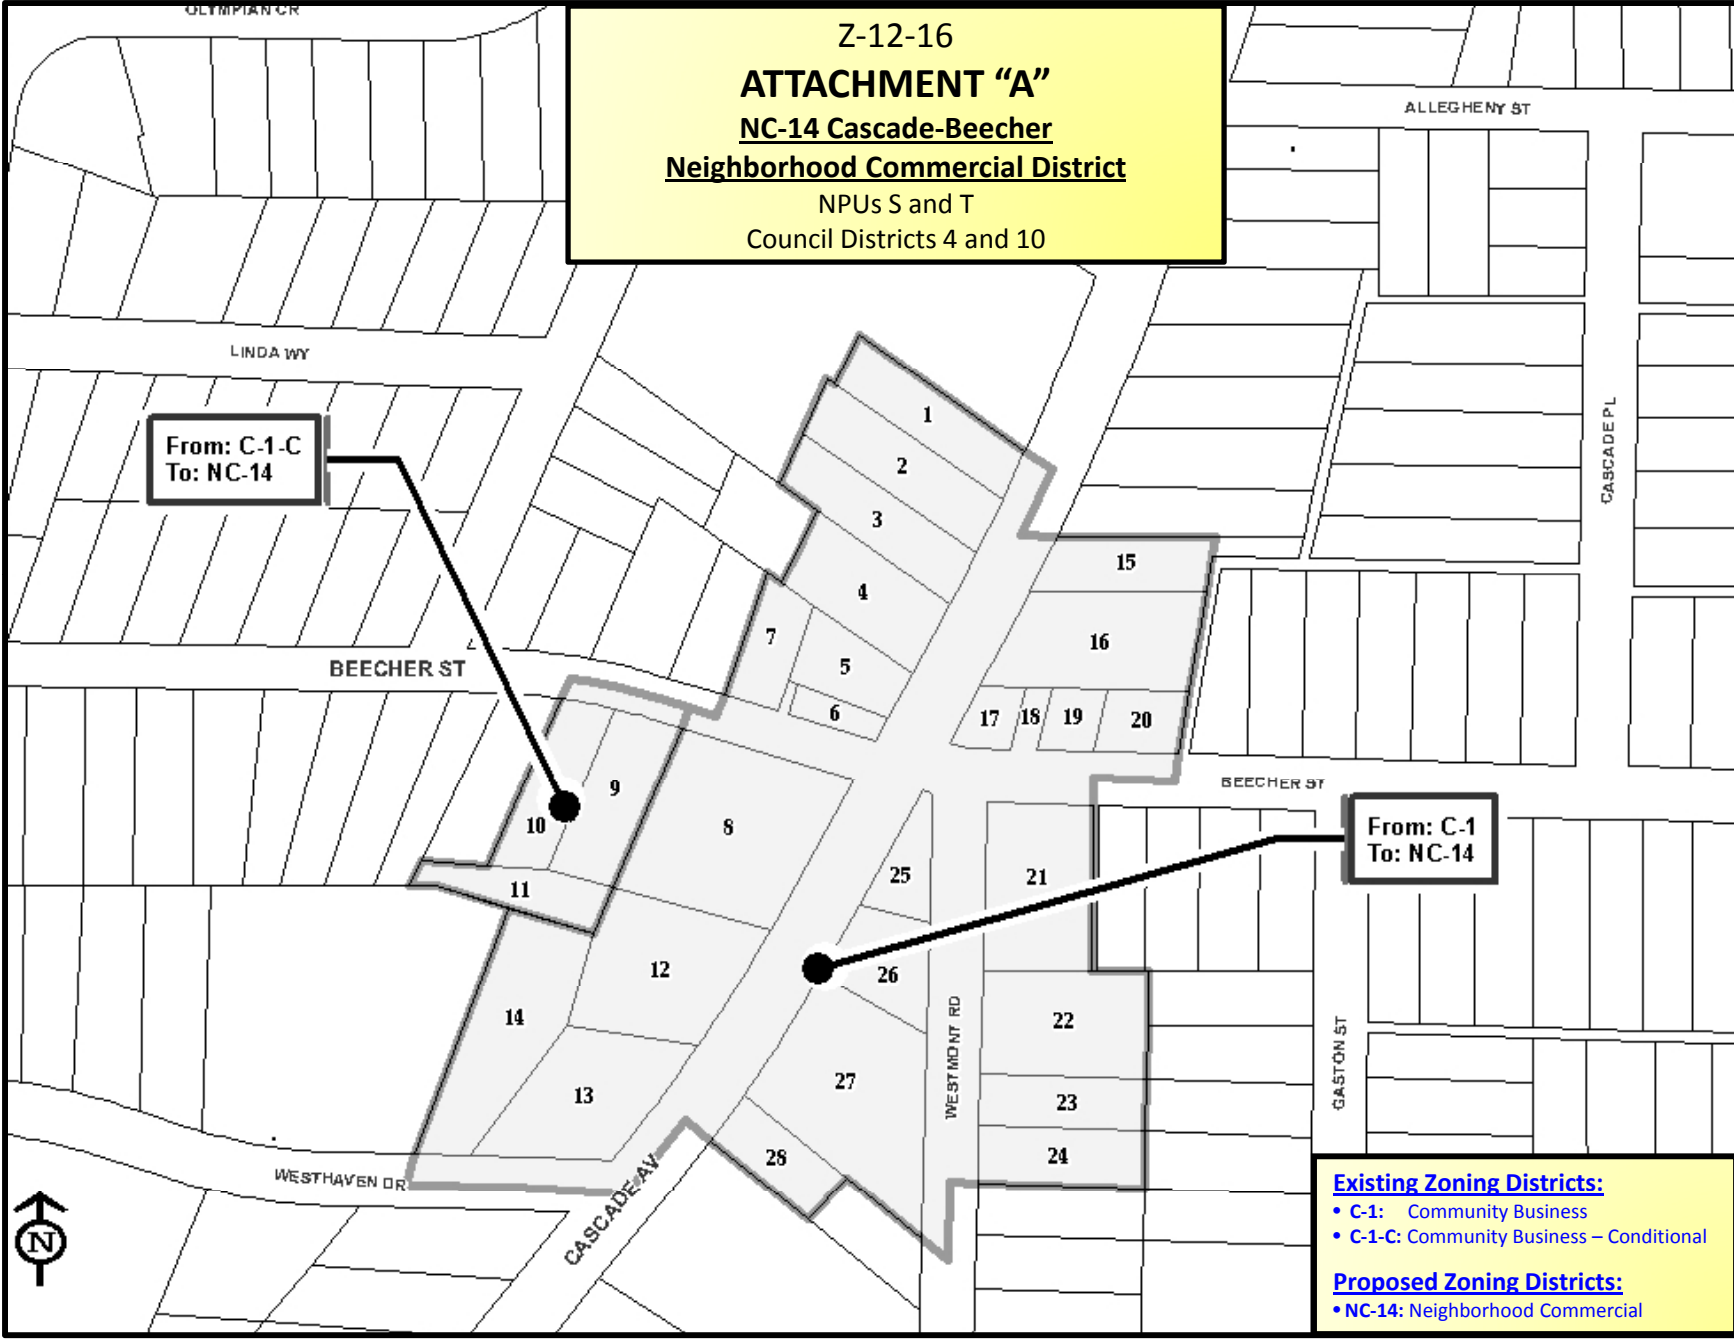 OLYMPIAN CR
Z-12-16
ATTACHMENT “A”
NC-14 Cascade-Beecher
Neighborhood Commercial District
NPUs S and T
Council Districts 4 and 10
ALLEGHENY ST
LINDA WY
CASCADE PL
From: C-1-C
To: NC-14
1
2
3
4
5
6
7
15
16
17
18
19
20
BEECHER ST
BEECHER ST
8
9
10
11
12
13
14
From: C-1
To: NC-14
21
22
23
24
25
26
27
28
WESTMONT RD
GASTON ST
WESTHAVEN DR
CASCADE AV
N
Existing Zoning Districts:
• C-1: Community Business
• C-1-C: Community Business – Conditional
Proposed Zoning Districts:
• NC-14: Neighborhood Commercial